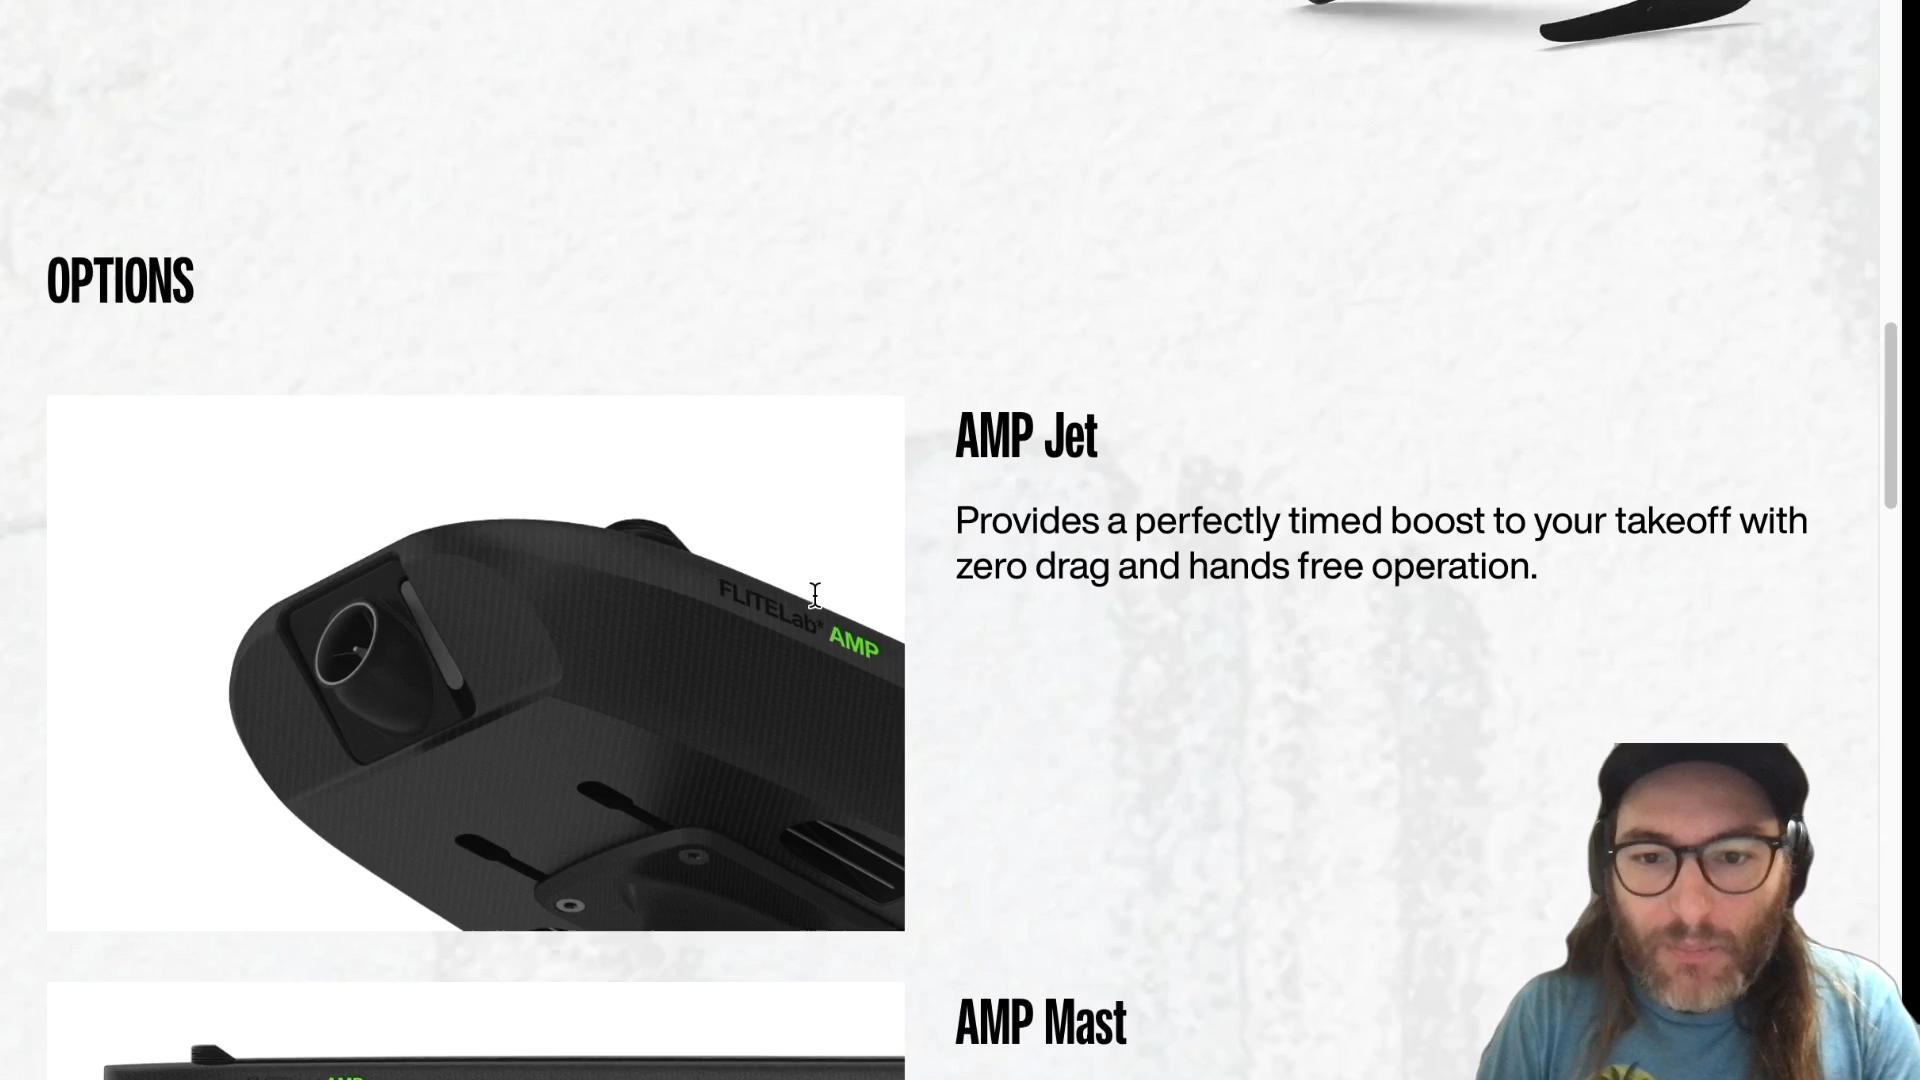 OPTIONS
AMP Jet
Provides a perfectly timed boost to your takeoff with
zero drag and hands free operation.
FLITELab* AMP
AMP Mast
AMP